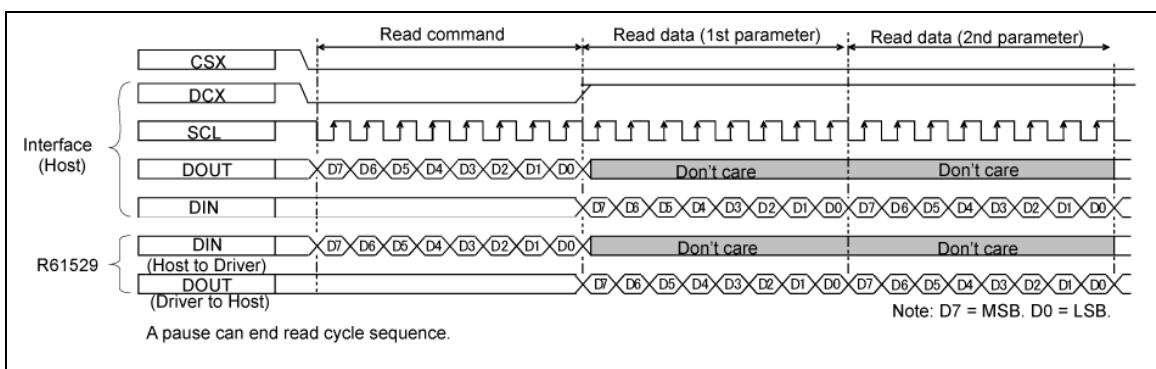 Read command Read data (1st parameter) Read data (2nd parameter)
CSX
DCX
SCL
Interface
(Host)
DOUT D7 D6 D5 D4 D3 D2 D1 D0 Don't care Don't care
DIN D7 D6 D5 D4 D3 D2 D1 D0 D7 D6 D5 D4 D3 D2 D1 D0
R61529
DIN D7 D6 D5 D4 D3 D2 D1 D0 Don't care Don't care
(Host to Driver)
DOUT D7 D6 D5 D4 D3 D2 D1 D0 D7 D6 D5 D4 D3 D2 D1 D0
(Driver to Host)
Note: D7 = MSB. D0 = LSB.
A pause can end read cycle sequence.